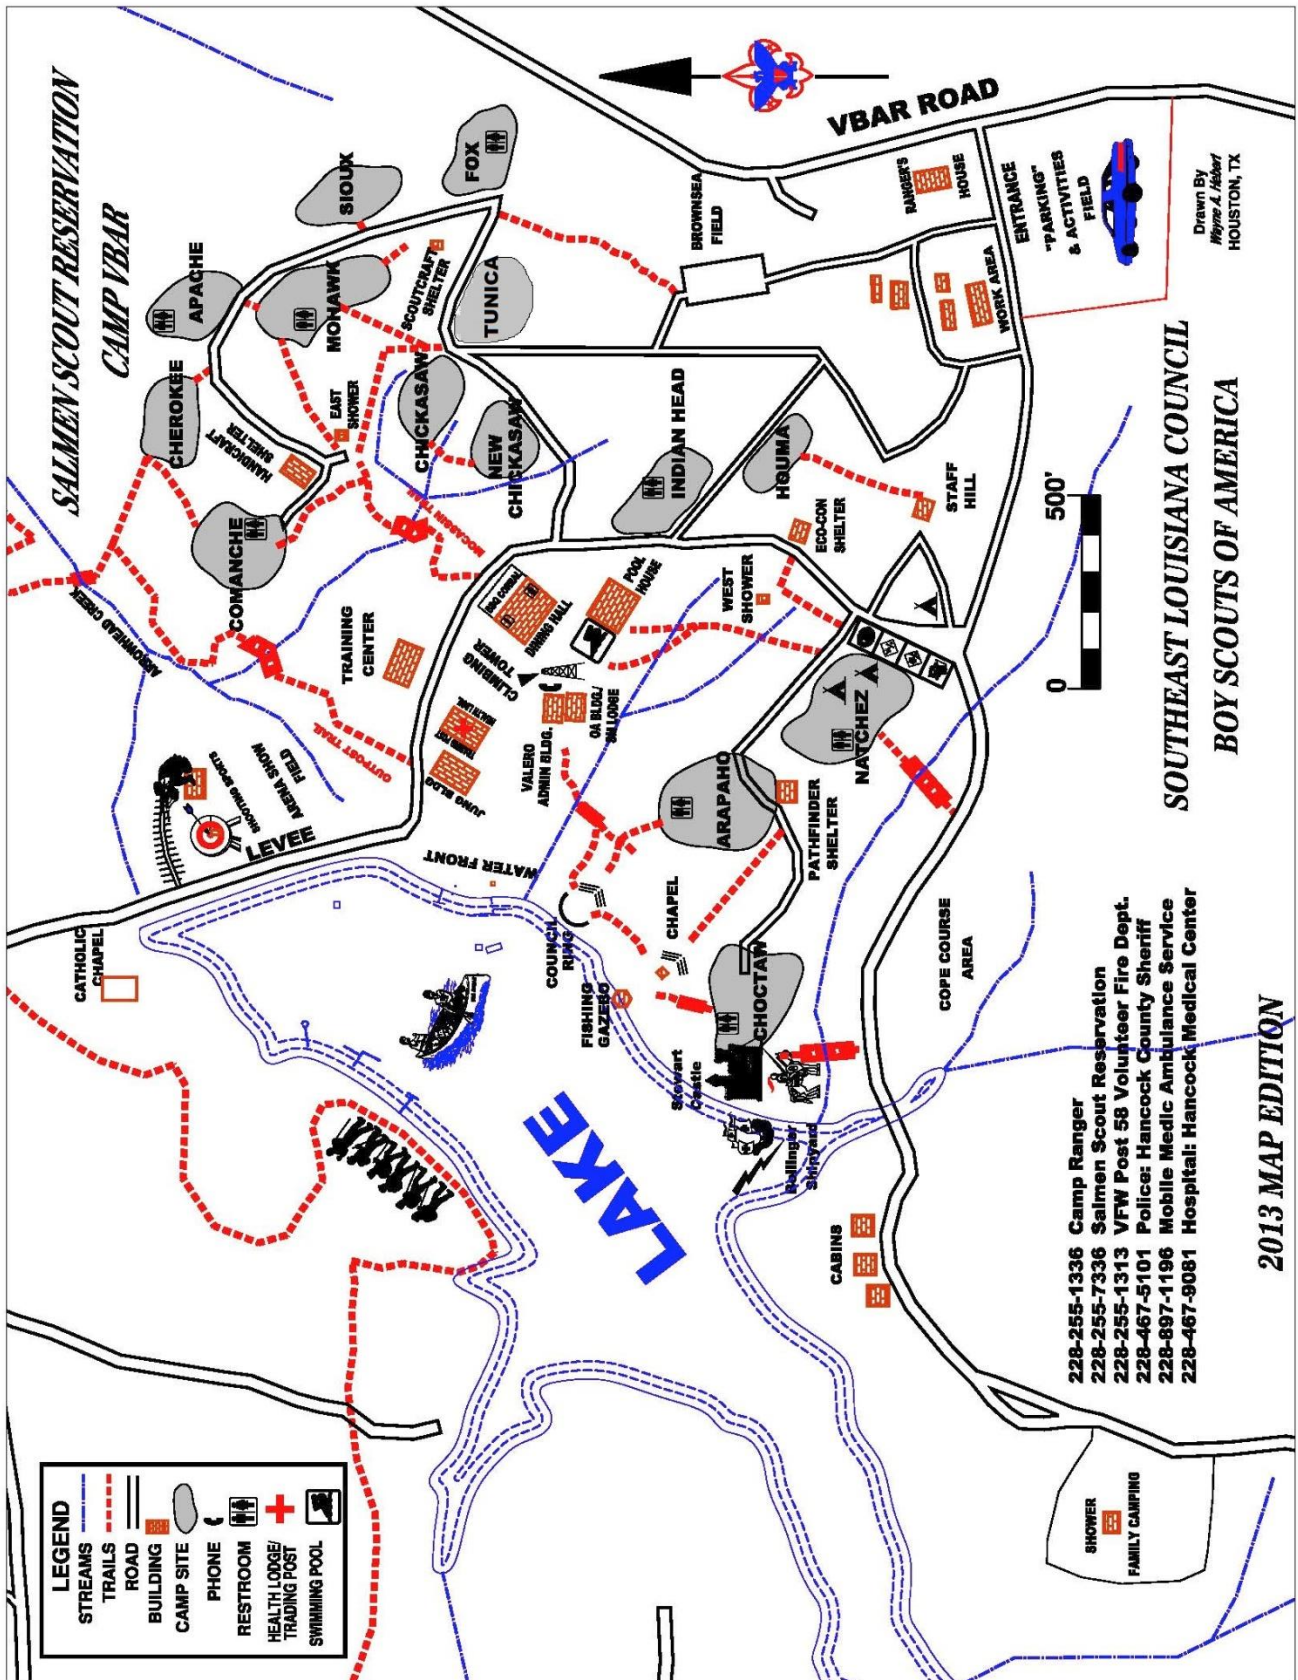 SALMEN SCOUT RESERVATION
CAMP VBAR
LEGEND
STREAMS
TRAILS
ROAD
BUILDING
CAMP SITE
PHONE
RESTROOM
HEALTH LODGE/
TRADING POST
SWIMMING POOL
CATHOLIC
CHAPEL
LEVEE
SHOOTING SPORTS
ARENA SHOW
FIELD
ARROWHEAD CREEK
OUTPOST TRAIL
COMANCHE
CHEROKEE
HANDICRAFT
SHELTER
APACHE
SIOUX
MOHAWK
FOX
EAST
SHOWER
SCOUTCRAFT
SHELTER
TUNICA
CHICKASAW
NEW
CHICKASAW
TRAINING
CENTER
JUNG BLDG
TRADING POST
WATER FRONT
VALERO
ADMIN BLDG.
CLIMBING
TOWER
BBQ CORRAL
DINING HALL
POOL
HOUSE
INDIAN HEAD
HOUMA
BROWNSEA
FIELD
VBAR ROAD
RANGER'S
HOUSE
WORK AREA
ENTRANCE
"PARKING"
& ACTIVITIES
FIELD
Drawn By
Wayne A. Hebert
HOUSTON, TX
ECO-CON
SHELTER
STAFF
HILL
WEST
SHOWER
NATCHEZ
ARAPAHO
PATHFINDER
SHELTER
COUNCIL
RING
CHAPEL
FISHING
GAZEBO
CHOCTAW
Stewart
Castle
Bollinger
Shipyard
LAKE
CABINS
COPE COURSE
AREA
SHOWER
FAMILY CAMPING
0 500'
228-255-1336 Camp Ranger
228-255-7336 Salmen Scout Reservation
228-255-1313 VFW Post 58 Volunteer Fire Dept.
228-467-5101 Police: Hancock County Sheriff
228-897-1196 Mobile Medic Ambulance Service
228-467-9081 Hospital: Hancock Medical Center
SOUTHEAST LOUISIANA COUNCIL
BOY SCOUTS OF AMERICA
2013 MAP EDITION